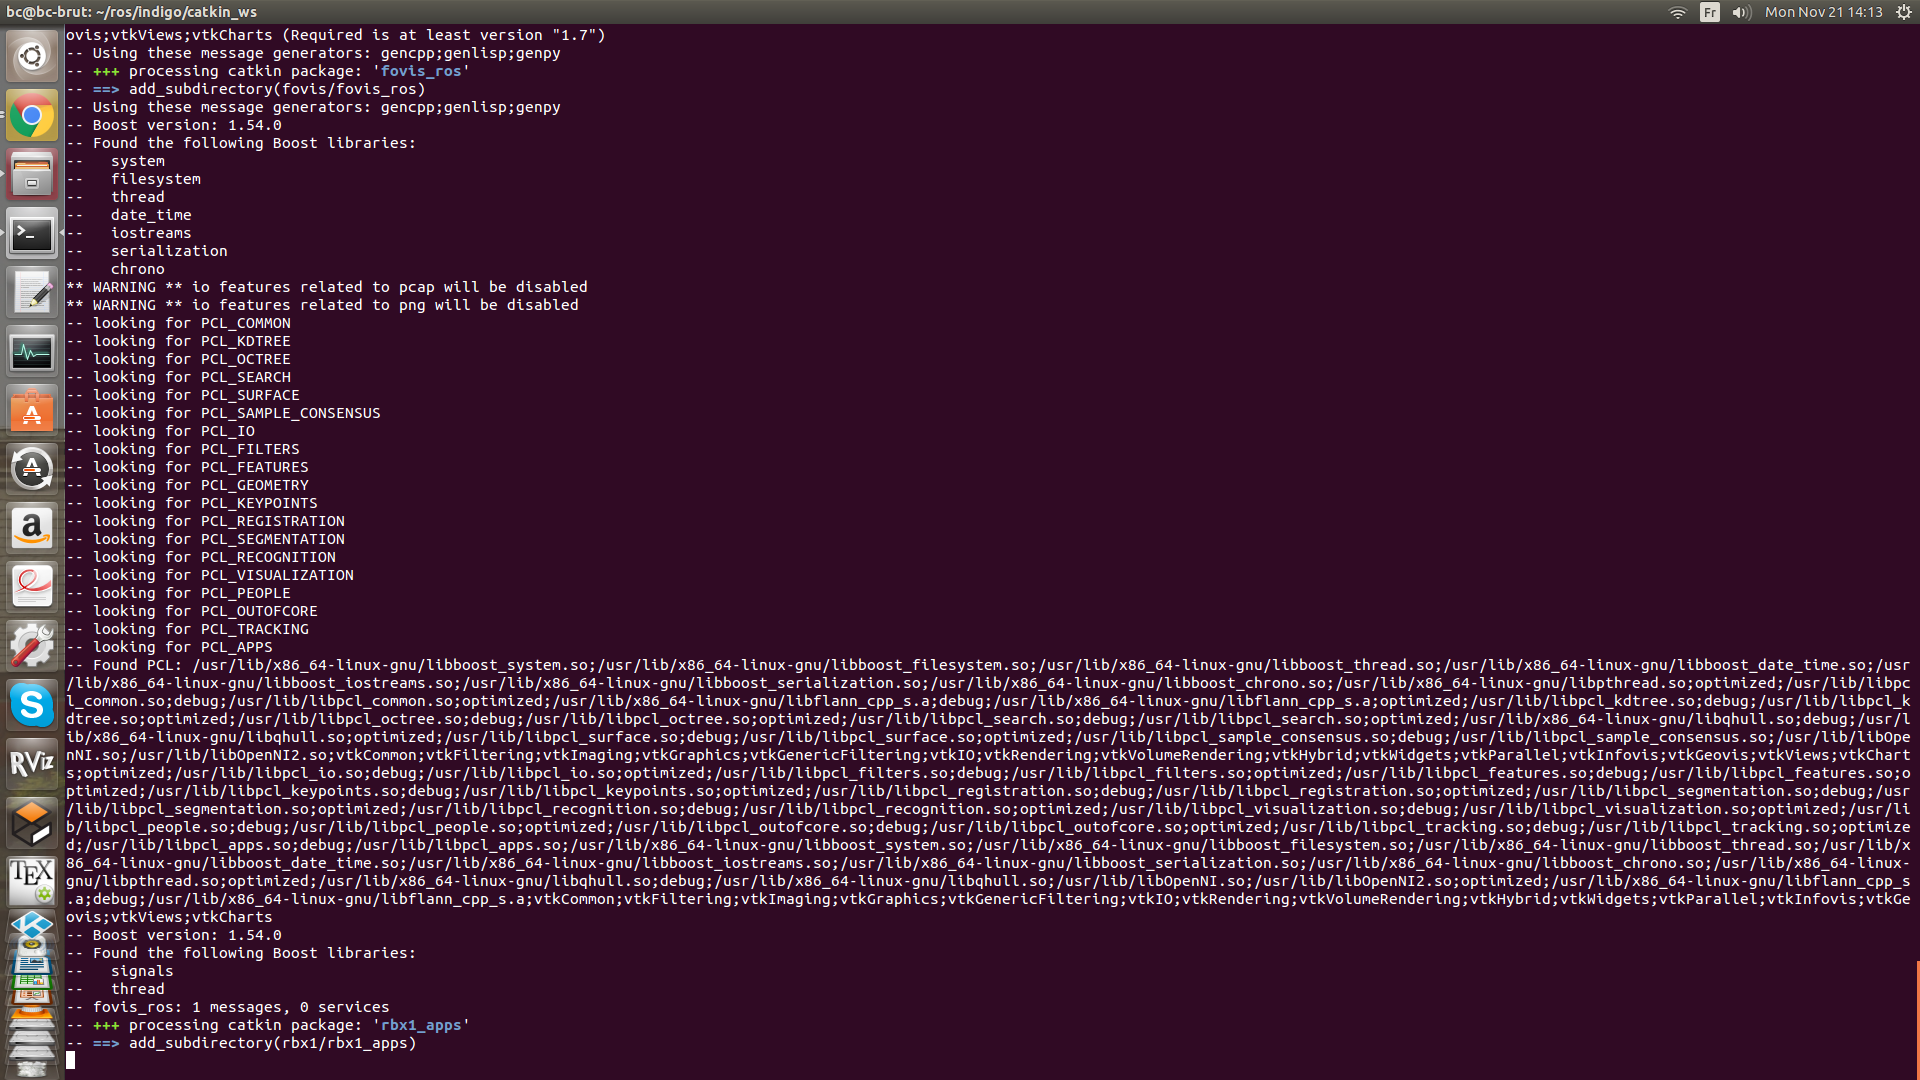 bc@bc-brut: ~/ros/indigo/catkin_ws
Fr
Mon Nov 21 14:13
ovis;vtkViews;vtkCharts (Required is at least version "1.7")
-- Using these message generators: gencpp;genlisp;genpy
-- +++ processing catkin package: 'fovis_ros'
-- ==> add_subdirectory(fovis/fovis_ros)
-- Using these message generators: gencpp;genlisp;genpy
-- Boost version: 1.54.0
-- Found the following Boost libraries:
--   system
--   filesystem
--   thread
--   date_time
--   iostreams
--   serialization
--   chrono
** WARNING ** io features related to pcap will be disabled
** WARNING ** io features related to png will be disabled
-- looking for PCL_COMMON
-- looking for PCL_KDTREE
-- looking for PCL_OCTREE
-- looking for PCL_SEARCH
-- looking for PCL_SURFACE
-- looking for PCL_SAMPLE_CONSENSUS
-- looking for PCL_IO
-- looking for PCL_FILTERS
-- looking for PCL_FEATURES
-- looking for PCL_GEOMETRY
-- looking for PCL_KEYPOINTS
-- looking for PCL_REGISTRATION
-- looking for PCL_SEGMENTATION
-- looking for PCL_RECOGNITION
-- looking for PCL_VISUALIZATION
-- looking for PCL_PEOPLE
-- looking for PCL_OUTOFCORE
-- looking for PCL_TRACKING
-- looking for PCL_APPS
-- Found PCL: /usr/lib/x86_64-linux-gnu/libboost_system.so;/usr/lib/x86_64-linux-gnu/libboost_filesystem.so;/usr/lib/x86_64-linux-gnu/libboost_thread.so;/usr/lib/x86_64-linux-gnu/libboost_date_time.so;/usr
/lib/x86_64-linux-gnu/libboost_iostreams.so;/usr/lib/x86_64-linux-gnu/libboost_serialization.so;/usr/lib/x86_64-linux-gnu/libboost_chrono.so;/usr/lib/x86_64-linux-gnu/libpthread.so;optimized;/usr/lib/libpc
l_common.so;debug;/usr/lib/libpcl_common.so;optimized;/usr/lib/x86_64-linux-gnu/libflann_cpp_s.a;debug;/usr/lib/x86_64-linux-gnu/libflann_cpp_s.a;optimized;/usr/lib/libpcl_kdtree.so;debug;/usr/lib/libpcl_k
dtree.so;optimized;/usr/lib/libpcl_octree.so;debug;/usr/lib/libpcl_octree.so;optimized;/usr/lib/libpcl_search.so;debug;/usr/lib/libpcl_search.so;optimized;/usr/lib/x86_64-linux-gnu/libqhull.so;debug;/usr/l
ib/x86_64-linux-gnu/libqhull.so;optimized;/usr/lib/libpcl_surface.so;debug;/usr/lib/libpcl_surface.so;optimized;/usr/lib/libpcl_sample_consensus.so;debug;/usr/lib/libpcl_sample_consensus.so;/usr/lib/libOpe
nNI.so;/usr/lib/libOpenNI2.so;vtkCommon;vtkFiltering;vtkImaging;vtkGraphics;vtkGenericFiltering;vtkIO;vtkRendering;vtkVolumeRendering;vtkHybrid;vtkWidgets;vtkParallel;vtkInfovis;vtkGeovis;vtkViews;vtkChart
s;optimized;/usr/lib/libpcl_io.so;debug;/usr/lib/libpcl_io.so;optimized;/usr/lib/libpcl_filters.so;debug;/usr/lib/libpcl_filters.so;optimized;/usr/lib/libpcl_features.so;debug;/usr/lib/libpcl_features.so;o
ptimized;/usr/lib/libpcl_keypoints.so;debug;/usr/lib/libpcl_keypoints.so;optimized;/usr/lib/libpcl_registration.so;debug;/usr/lib/libpcl_registration.so;optimized;/usr/lib/libpcl_segmentation.so;debug;/usr
/lib/libpcl_segmentation.so;optimized;/usr/lib/libpcl_recognition.so;debug;/usr/lib/libpcl_recognition.so;optimized;/usr/lib/libpcl_visualization.so;debug;/usr/lib/libpcl_visualization.so;optimized;/usr/li
b/libpcl_people.so;debug;/usr/lib/libpcl_people.so;optimized;/usr/lib/libpcl_outofcore.so;debug;/usr/lib/libpcl_outofcore.so;optimized;/usr/lib/libpcl_tracking.so;debug;/usr/lib/libpcl_tracking.so;optimize
d;/usr/lib/libpcl_apps.so;debug;/usr/lib/libpcl_apps.so;/usr/lib/x86_64-linux-gnu/libboost_system.so;/usr/lib/x86_64-linux-gnu/libboost_filesystem.so;/usr/lib/x86_64-linux-gnu/libboost_thread.so;/usr/lib/x
86_64-linux-gnu/libboost_date_time.so;/usr/lib/x86_64-linux-gnu/libboost_iostreams.so;/usr/lib/x86_64-linux-gnu/libboost_serialization.so;/usr/lib/x86_64-linux-gnu/libboost_chrono.so;/usr/lib/x86_64-linux-
gnu/libpthread.so;optimized;/usr/lib/x86_64-linux-gnu/libqhull.so;debug;/usr/lib/x86_64-linux-gnu/libqhull.so;/usr/lib/libOpenNI.so;/usr/lib/libOpenNI2.so;optimized;/usr/lib/x86_64-linux-gnu/libflann_cpp_s
.a;debug;/usr/lib/x86_64-linux-gnu/libflann_cpp_s.a;vtkCommon;vtkFiltering;vtkImaging;vtkGraphics;vtkGenericFiltering;vtkIO;vtkRendering;vtkVolumeRendering;vtkHybrid;vtkWidgets;vtkParallel;vtkInfovis;vtkGe
ovis;vtkViews;vtkCharts
-- Boost version: 1.54.0
-- Found the following Boost libraries:
--   signals
--   thread
-- fovis_ros: 1 messages, 0 services
-- +++ processing catkin package: 'rbx1_apps'
-- ==> add_subdirectory(rbx1/rbx1_apps)
a
S
RViz
TEX